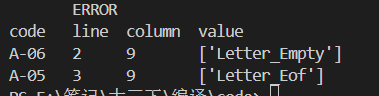 ERROR
code line column value
A-06 2 9 ['Letter_Empty']
A-05 3 9 ['Letter_Eof']